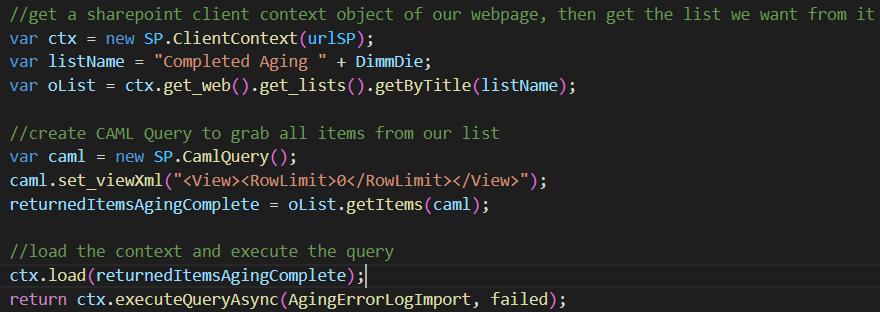 //get a sharepoint client context object of our webpage, then get the list we want from it
var ctx = new SP.ClientContext(urlSP);
var listName = "Completed Aging " + DimmDie;
var oList = ctx.get_web().get_lists().getByTitle(listName);
//create CAML Query to grab all items from our list
var caml = new SP.CamlQuery();
caml.set_viewXml("<View><RowLimit>0</RowLimit></View>");
returnedItemsAgingComplete = oList.getItems(caml);
//load the context and execute the query
ctx.load(returnedItemsAgingComplete);
return ctx.executeQueryAsync(AgingErrorLogImport, failed);